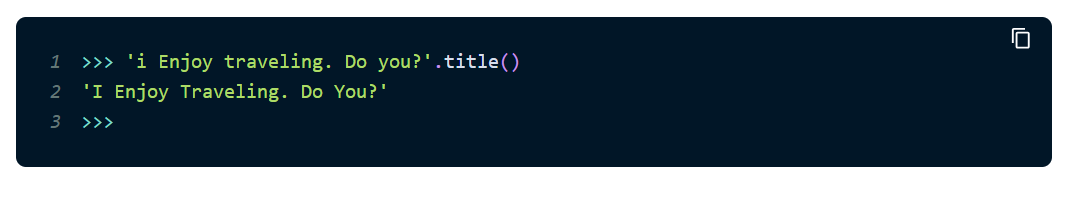 1 >>> 'i Enjoy traveling. Do you?'.title()
2 'I Enjoy Traveling. Do You?'
3 >>>